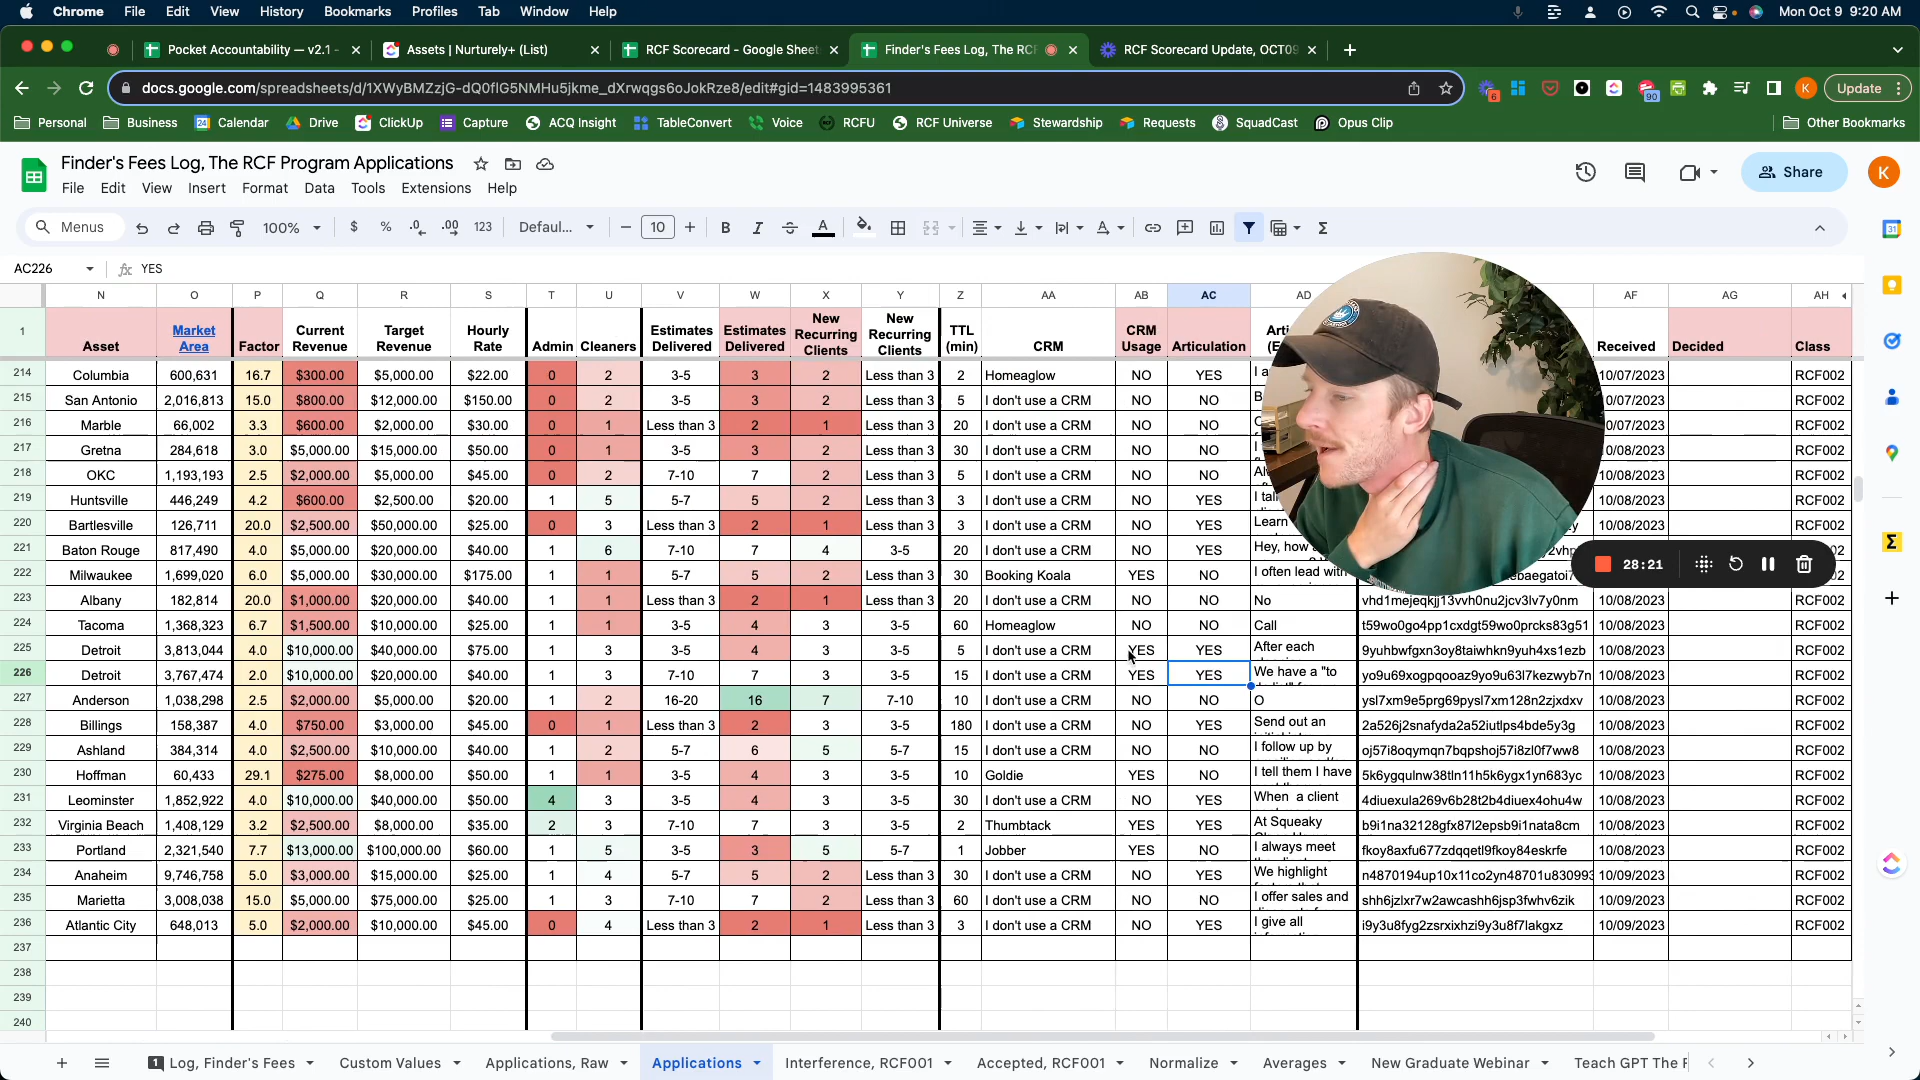 Chrome File Edit View History Bookmarks Profiles Tab Window Help Mon Oct 9 9:20 AM
Pocket Accountability — v2.1 - Assets | Nurturely+ (List) RCF Scorecard - Google Sheet Finder's Fees Log, The RCF RCF Scorecard Update, OCT09
docs.google.com/spreadsheets/d/1XWyBMZzjG-dQ0flG5NMHu5jkme_dXrwqgs6oJokRze8/edit#gid=1483995361 6 90 K Update
Personal Business Calendar Drive ClickUp Capture ACQ Insight TableConvert Voice RCFU RCF Universe Stewardship Requests SquadCast Opus Clip Other Bookmarks
Finder's Fees Log, The RCF Program Applications
File Edit View Insert Format Data Tools Extensions Help Share K
Menus 100% $ % .0 .00 123 Defaul... 10 B I A
AC226 fx YES
N O P Q R S T U V W X Y Z AA AB AC AD AF AG AH
1 Asset Market Area Factor Current Revenue Target Revenue Hourly Rate Admin Cleaners Estimates Delivered Estimates Delivered New Recurring Clients New Recurring Clients TTL (min) CRM CRM Usage Articulation Received Decided Class
214 Columbia 600,631 16.7 $300.00 $5,000.00 $22.00 0 2 3-5 3 2 Less than 3 2 Homeaglow NO YES 10/07/2023 RCF002
215 San Antonio 2,016,813 15.0 $800.00 $12,000.00 $150.00 0 2 3-5 3 2 Less than 3 5 I don't use a CRM NO NO 0/07/2023 RCF002
216 Marble 66,002 3.3 $600.00 $2,000.00 $30.00 0 1 Less than 3 2 1 Less than 3 20 I don't use a CRM NO NO 0/07/2023 RCF002
217 Gretna 284,618 3.0 $5,000.00 $15,000.00 $50.00 0 1 3-5 3 2 Less than 3 30 I don't use a CRM NO NO I 10/08/2023 RCF002
218 OKC 1,193,193 2.5 $2,000.00 $5,000.00 $45.00 0 2 7-10 7 2 Less than 3 5 I don't use a CRM NO NO 10/08/2023 RCF002
219 Huntsville 446,249 4.2 $600.00 $2,500.00 $20.00 1 5 5-7 5 2 Less than 3 3 I don't use a CRM NO YES 10/08/2023 RCF002
220 Bartlesville 126,711 20.0 $2,500.00 $50,000.00 $25.00 0 3 Less than 3 2 1 Less than 3 3 I don't use a CRM NO YES Learn 10/08/2023 RCF002
221 Baton Rouge 817,490 4.0 $5,000.00 $20,000.00 $40.00 1 6 7-10 7 4 3-5 20 I don't use a CRM NO YES Hey, how 10/08/2023 RCF002
222 Milwaukee 1,699,020 6.0 $5,000.00 $30,000.00 $175.00 1 1 5-7 5 2 Less than 3 30 Booking Koala YES NO I often lead with RCF002
223 Albany 182,814 20.0 $1,000.00 $20,000.00 $40.00 1 1 Less than 3 2 1 Less than 3 20 I don't use a CRM NO NO No vhd1mejeqkjj13vvh0nu2jcv3lv7y0nm 10/08/2023 RCF002
224 Tacoma 1,368,323 6.7 $1,500.00 $10,000.00 $25.00 1 1 3-5 4 3 3-5 60 Homeaglow NO NO Call t59wo0go4pp1cxdgt59wo0prcks83g51 10/08/2023 RCF002
225 Detroit 3,813,044 4.0 $10,000.00 $40,000.00 $75.00 1 3 3-5 4 3 3-5 5 I don't use a CRM YES YES After each 9yuhbwfgxn3oy8taiwhkn9yuh4xs1ezb 10/08/2023 RCF002
226 Detroit 3,767,474 2.0 $10,000.00 $20,000.00 $40.00 1 3 7-10 7 3 3-5 15 I don't use a CRM YES YES We have a "to yo9u69xogpqooaz9yo9u63l7kezwyb7n 10/08/2023 RCF002
227 Anderson 1,038,298 2.5 $2,000.00 $5,000.00 $20.00 1 2 16-20 16 7 7-10 10 I don't use a CRM NO NO O ysl7xm9e5prg69pysl7xm128n2zjxdxv 10/08/2023 RCF002
228 Billings 158,387 4.0 $750.00 $3,000.00 $45.00 0 1 Less than 3 2 3 3-5 180 I don't use a CRM NO YES Send out an 2a526j2snafyda2a52iutlps4bde5y3g 10/08/2023 RCF002
229 Ashland 384,314 4.0 $2,500.00 $10,000.00 $40.00 1 2 5-7 6 5 5-7 15 I don't use a CRM NO NO I follow up by oj57i8oqymqn7bqpshoj57i8zl0f7ww8 10/08/2023 RCF002
230 Hoffman 60,433 29.1 $275.00 $8,000.00 $50.00 1 1 3-5 4 3 3-5 10 Goldie YES NO I tell them I have 5k6ygqulnw38tln11h5k6ygx1yn683yc 10/08/2023 RCF002
231 Leominster 1,852,922 4.0 $10,000.00 $40,000.00 $50.00 4 3 3-5 4 3 3-5 30 I don't use a CRM NO YES When a client 4diuexula269v6b28t2b4diuex4ohu4w 10/08/2023 RCF002
232 Virginia Beach 1,408,129 3.2 $2,500.00 $8,000.00 $35.00 2 3 7-10 7 3 3-5 2 Thumbtack YES YES At Squeaky b9i1na32128gfx87l2epsb9i1nata8cm 10/08/2023 RCF002
233 Portland 2,321,540 7.7 $13,000.00 $100,000.00 $60.00 1 5 3-5 3 5 5-7 1 Jobber YES NO I always meet fkoy8axfu677zdqqetl9fkoy84eskrfe 10/08/2023 RCF002
234 Anaheim 9,746,758 5.0 $3,000.00 $15,000.00 $25.00 1 4 5-7 5 2 Less than 3 30 I don't use a CRM NO YES We highlight n4870194up10x11co2yn48701u830993 10/09/2023 RCF002
235 Marietta 3,008,038 15.0 $5,000.00 $75,000.00 $25.00 1 3 7-10 7 2 Less than 3 60 I don't use a CRM NO NO I offer sales and shh6jzlxr7w2awcashh6jsp3fwhv6zik 10/09/2023 RCF002
236 Atlantic City 648,013 5.0 $2,000.00 $10,000.00 $45.00 0 4 Less than 3 2 1 Less than 3 3 I don't use a CRM NO YES I give all i9y3u8fyg2zsrxixhzi9y3u8f7lakgxz 10/09/2023 RCF002
237
238
239
240
28:21
1 Log, Finder's Fees Custom Values Applications, Raw Applications Interference, RCF001 Accepted, RCF001 Normalize Averages New Graduate Webinar Teach GPT The